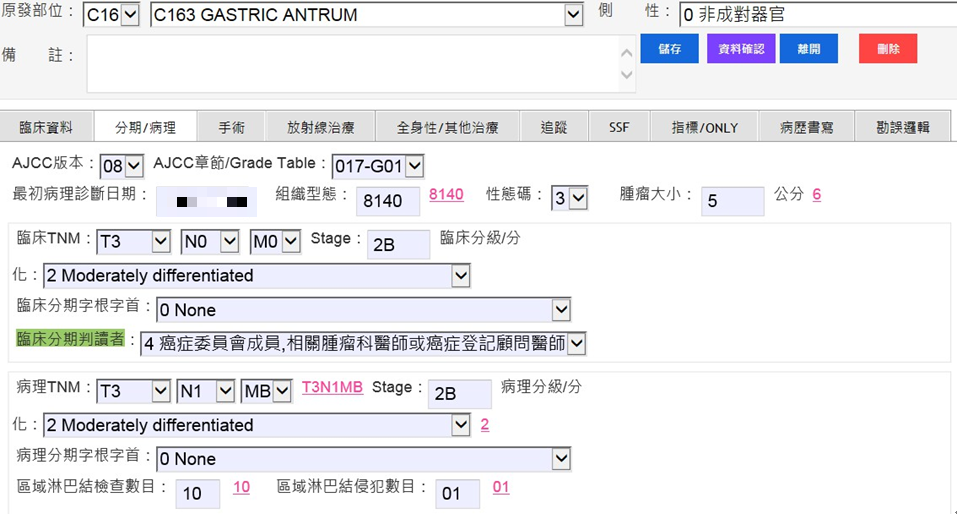 原發部位： C16 C163 GASTRIC ANTRUM 側 性： 0 非成對器官
備 註： 儲存 資料確認 離開 刪除
臨床資料 分期/病理 手術 放射線治療 全身性/其他治療 追蹤 SSF 指標/ONLY 病歷書寫 勘誤邏輯
AJCC版本： 08 AJCC章節/Grade Table： 017-G01
最初病理診斷日期： 組織型態： 8140 8140 性態碼： 3 腫瘤大小： 5 公分 6
臨床TNM： T3 N0 M0 Stage： 2B 臨床分級/分
化： 2 Moderately differentiated
臨床分期字根字首： 0 None
臨床分期判讀者： 4 癌症委員會成員,相關腫瘤科醫師或癌症登記顧問醫師
病理TNM： T3 N1 MB T3N1MB Stage： 2B 病理分級/分
化： 2 Moderately differentiated 2
病理分期字根字首： 0 None
區域淋巴結檢查數目： 10 10 區域淋巴結侵犯數目： 01 01